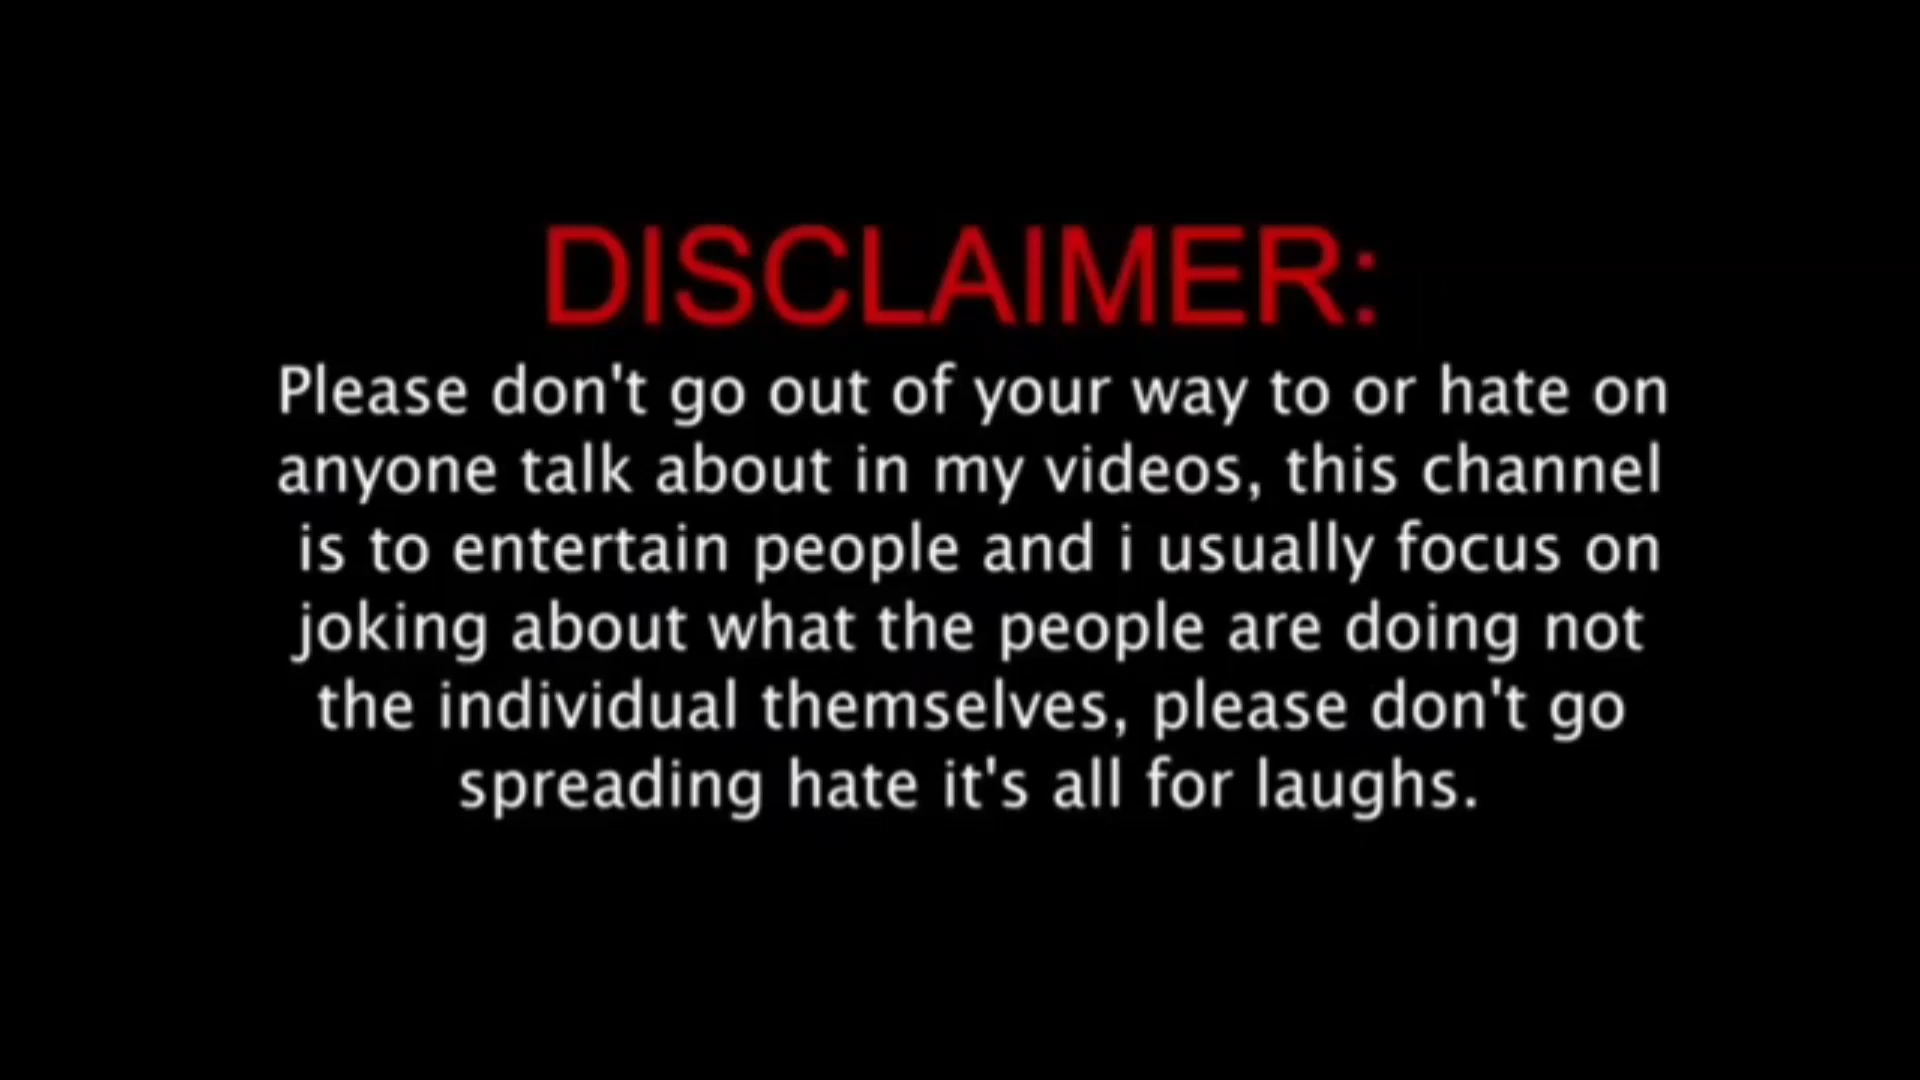 DISCLAIMER:
Please don't go out of your way to or hate on
anyone talk about in my videos, this channel
is to entertain people and i usually focus on
joking about what the people are doing not
the individual themselves, please don't go
spreading hate it's all for laughs.